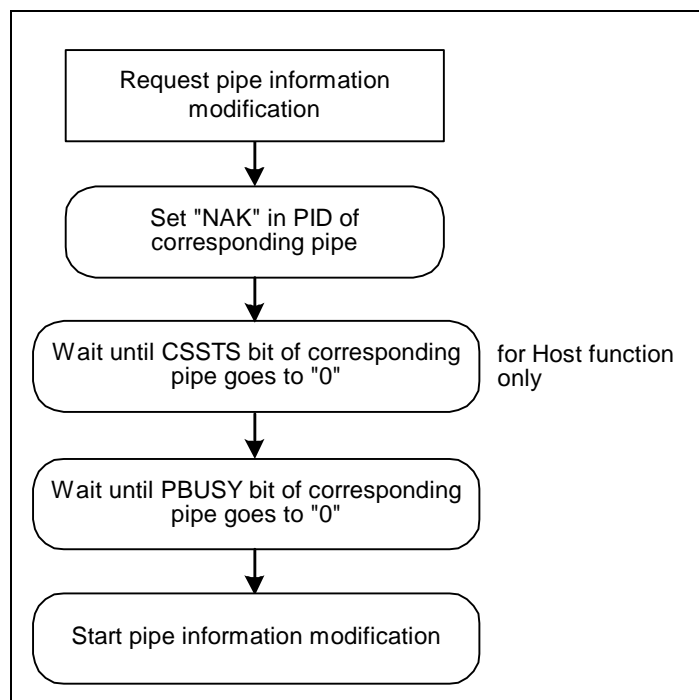 Request pipe information
modification
Set "NAK" in PID of
corresponding pipe
Wait until CSSTS bit of corresponding
pipe goes to "0"
for Host function
only
Wait until PBUSY bit of corresponding
pipe goes to "0"
Start pipe information modification